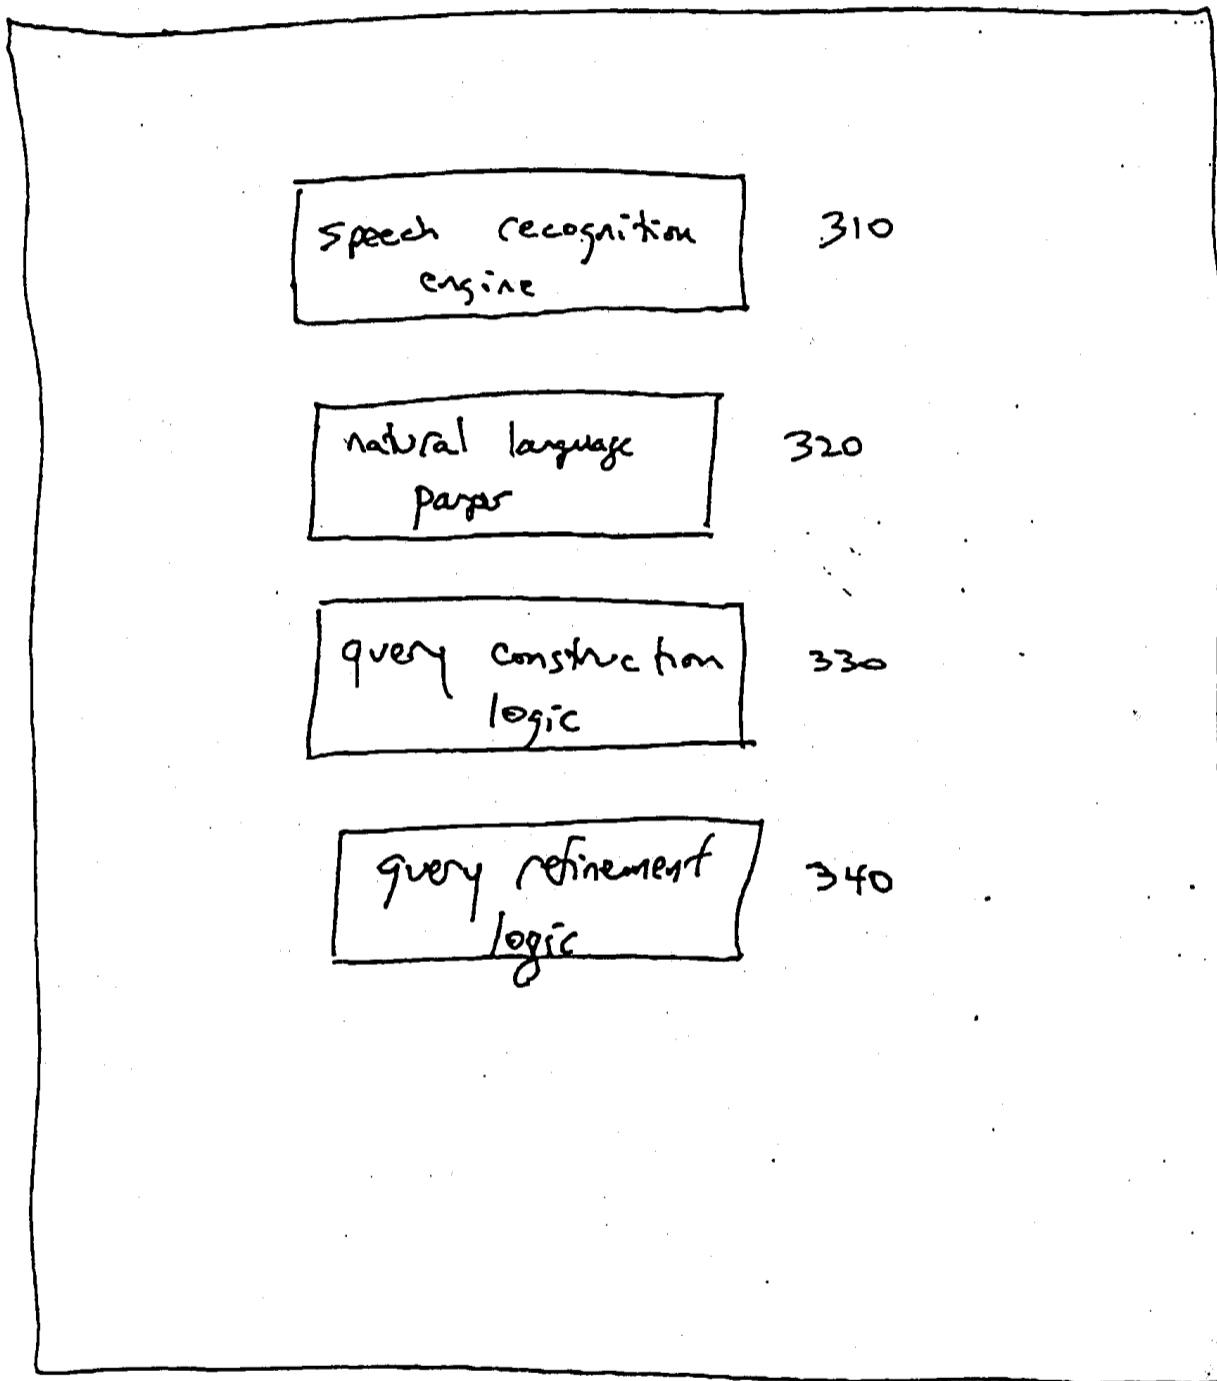 speech recognition 310
engine
natural language 320
parser
query construction 330
logic
query refinement 340
logic